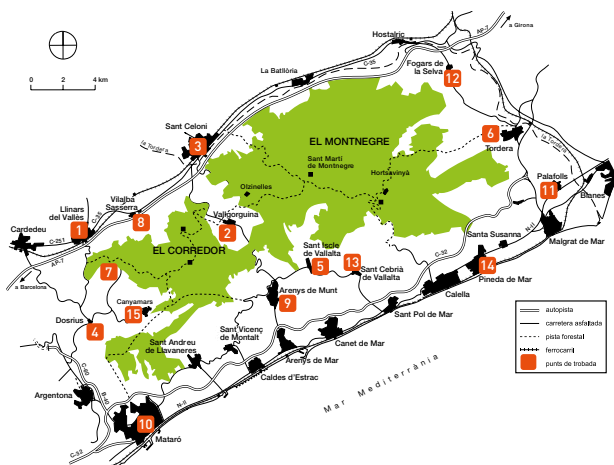 a Girona
Hostalric
AP-7
C-35
Fogars de
la Selva
12
La Batllòria
0 2 4 km
la Tordera
Sant Celoni
3
EL MONTNEGRE
6
Tordera
la Tordera
Sant Martí
de Montnegre
Hortsavinyà
Olzinelles
Palafolls
11
Blanes
Vilalba
Sasserra
8
Llinars
del Vallès
1
C-35
Vallgorguina
2
Cardedeu
C-251
AP-7
a Barcelona
EL CORREDOR
Santa Susanna
N-II
Malgrat de Mar
Sant Iscle
de Vallalta
5
13
Sant Cebrià
de Vallalta
C-32
14
Pineda de Mar
7
Calella
Arenys de Munt
9
Canyamars
15
Sant Pol de Mar
Dosrius
4
Sant Vicenç
de Montalt
Sant Andreu
de Llavaneres
Canet de Mar
Arenys de Mar
Caldes d'Estrac
C-60
B-40
N-II
Argentona
10
Mataró
C-32
Mar Mediterrània
autopista
carretera asfaltada
pista forestal
ferrocarril
punts de trobada